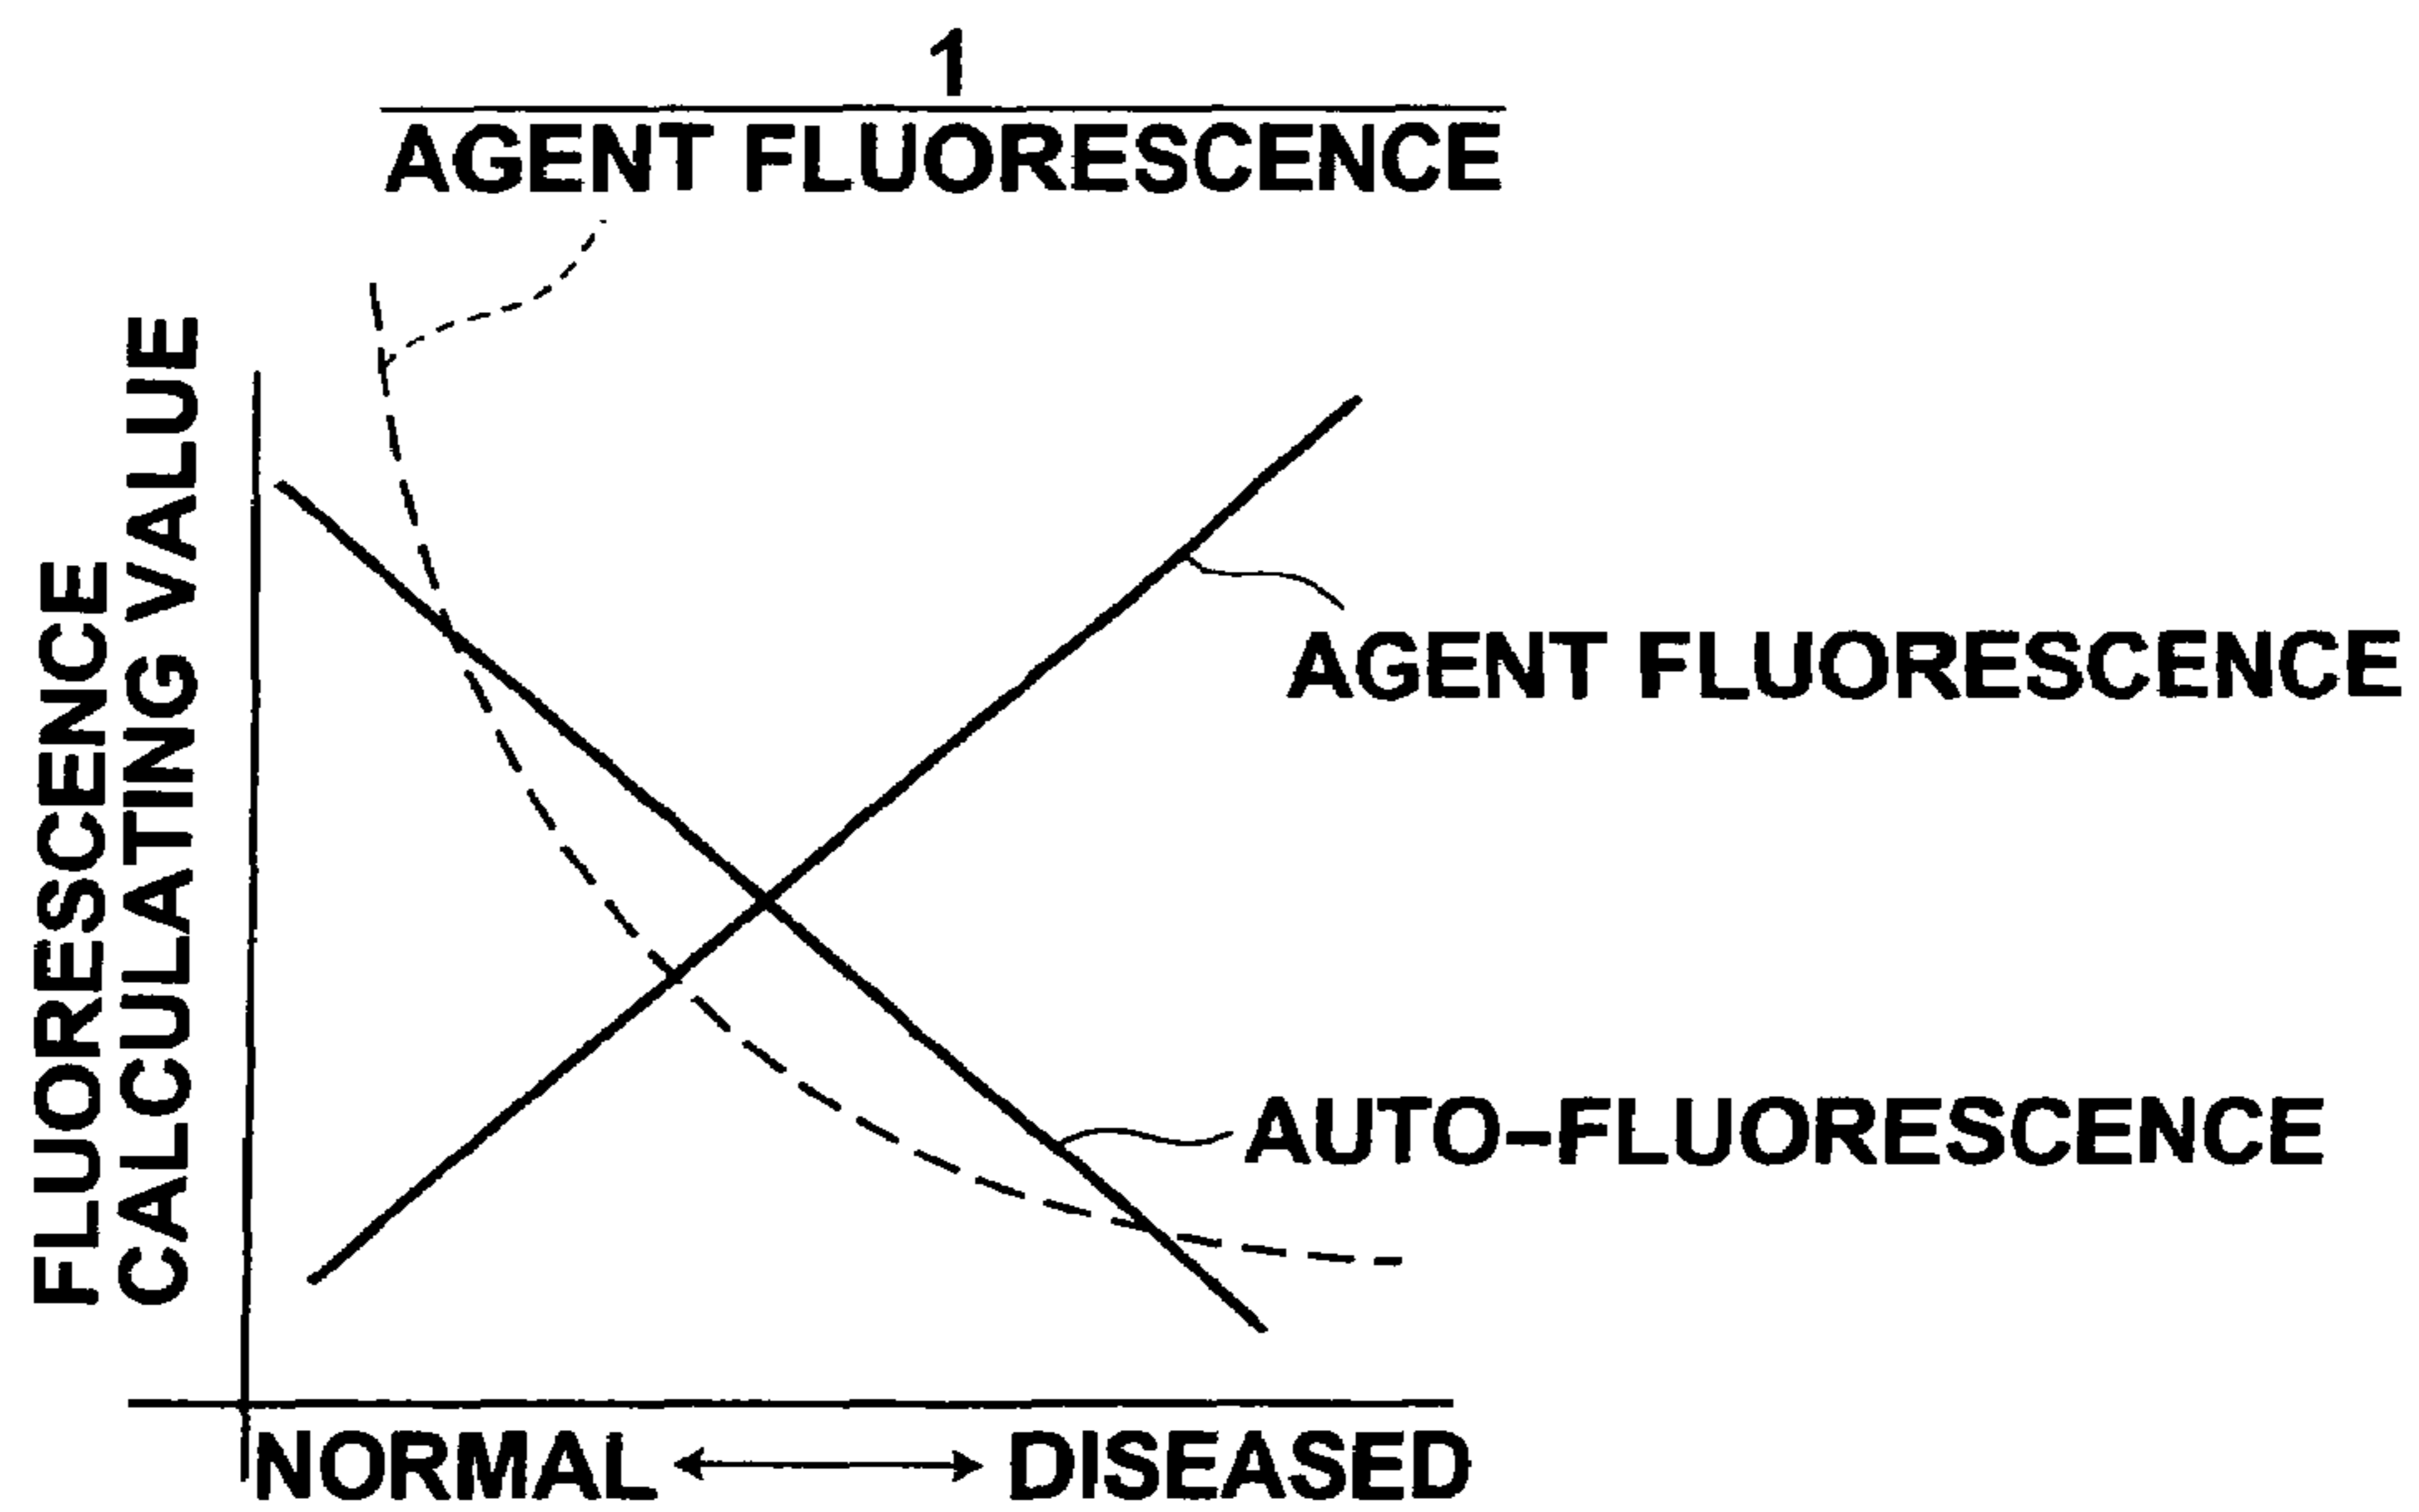 1
AGENT FLUORESCENCE
FLUORESCENCE
CALCULATING VALUE
AGENT FLUORESCENCE
AUTO–FLUORESCENCE
NORMAL ⟷ DISEASED